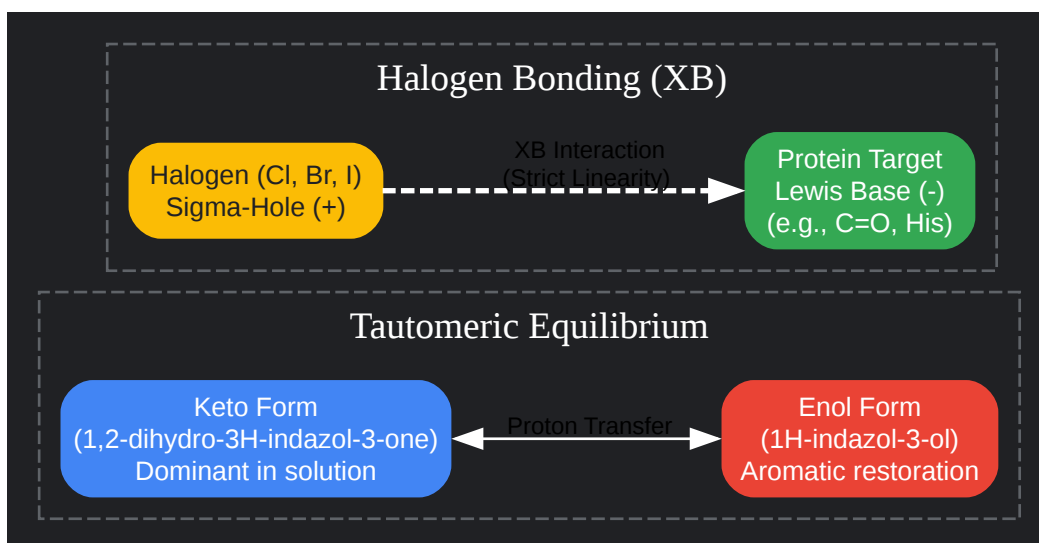 Halogen Bonding (XB)
Halogen (Cl, Br, I)
Sigma-Hole (+)
XB Interaction
(Strict Linearity)
Protein Target
Lewis Base (-)
(e.g., C=O, His)
Tautomeric Equilibrium
Keto Form
(1,2-dihydro-3H-indazol-3-one)
Dominant in solution
Proton Transfer
Enol Form
(1H-indazol-3-ol)
Aromatic restoration